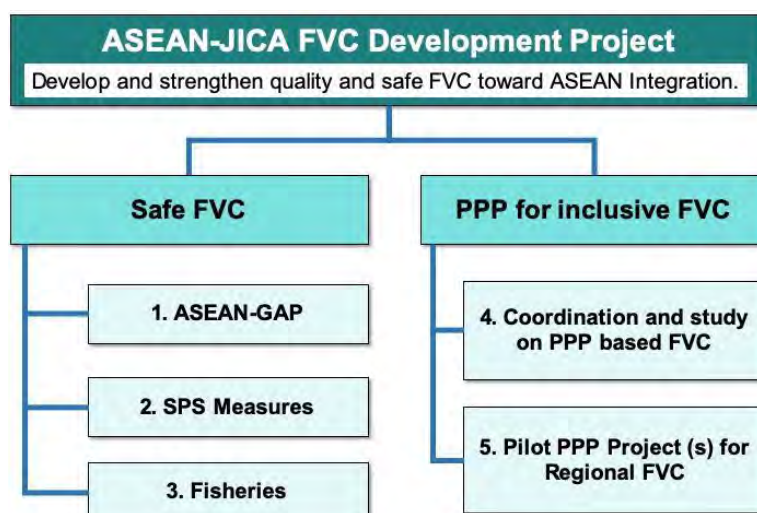 ASEAN-JICA FVC Development Project
Develop and strengthen quality and safe FVC toward ASEAN Integration.
Safe FVC
1. ASEAN-GAP
2. SPS Measures
3. Fisheries
PPP for inclusive FVC
4. Coordination and study
on PPP based FVC
5. Pilot PPP Project (s) for
Regional FVC